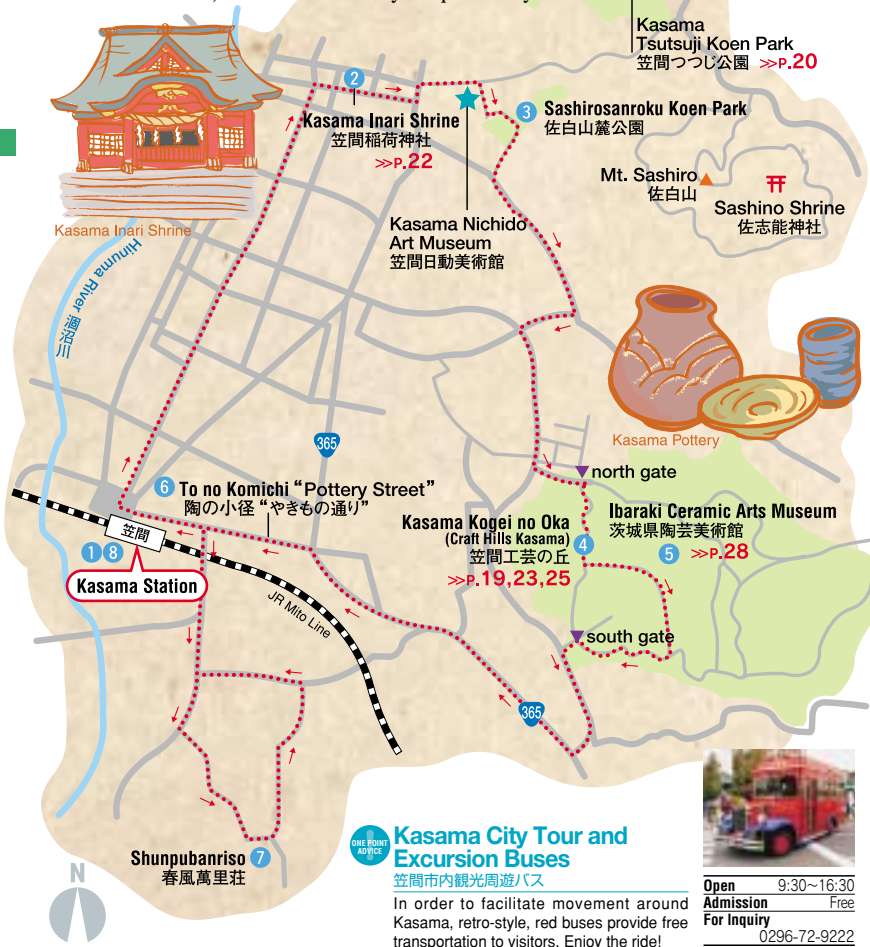 Kasama
Tsutsuji Koen Park
笠間つつじ公園 >>P.20
2
Kasama Inari Shrine
笠間稲荷神社
>>P.22
3 Sashirosanroku Koen Park
佐白山麓公園
Mt. Sashiro
佐白山
Sashino Shrine
佐志能神社
Kasama Nichido
Art Museum
笠間日動美術館
Kasama Inari Shrine
Hinuma River 涸沼川
Kasama Pottery
365
north gate
6 To no Komichi “Pottery Street”
陶の小径 “やきもの通り”
Kasama Kogei no Oka
(Craft Hills Kasama)
笠間工芸の丘
>>P.19,23,25
4
Ibaraki Ceramic Arts Museum
茨城県陶芸美術館
5 >>P.28
笠間
1 8
Kasama Station
JR Mito Line
south gate
365
Shunpubanriso 7
春風萬里荘
N
ONE POINT
ADVICE
Kasama City Tour and
Excursion Buses
笠間市内観光周遊バス
In order to facilitate movement around
Kasama, retro-style, red buses provide free
transportation to visitors. Enjoy the ride!
Open 9:30~16:30
Admission Free
For Inquiry
0296-72-9222